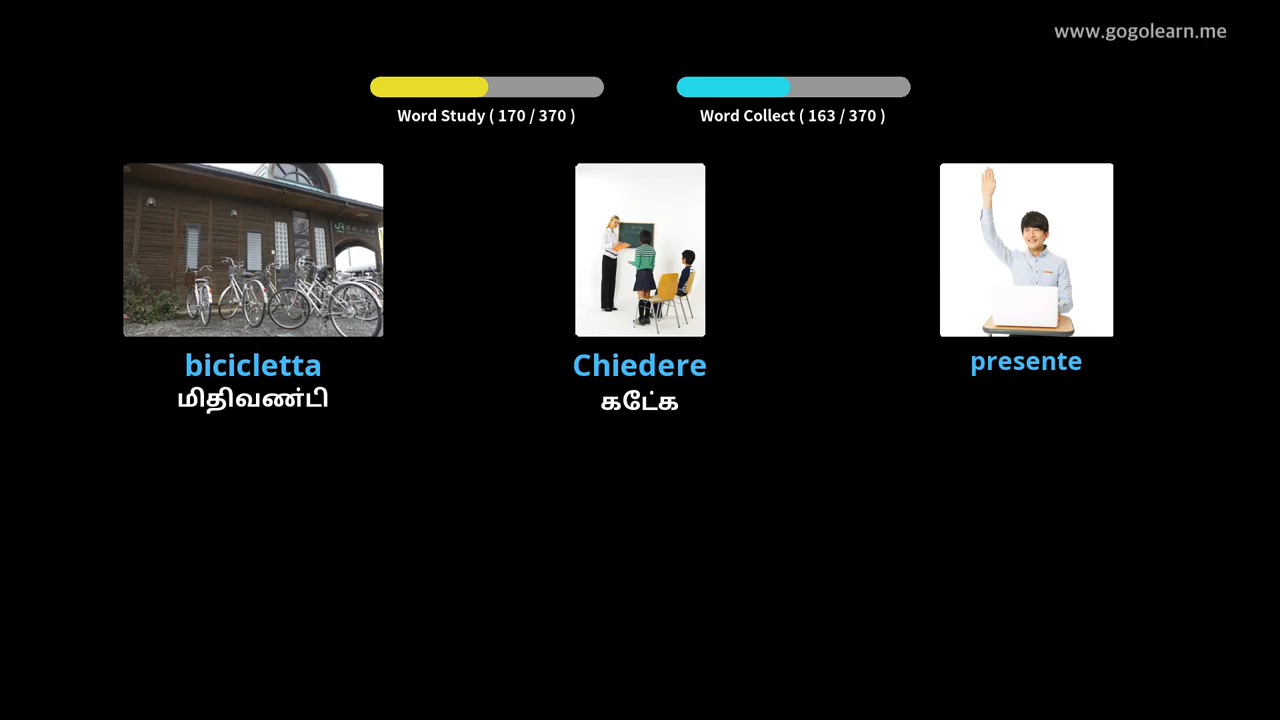 www.gogolearn.me
Word Study ( 170 / 370 )
Word Collect ( 163 / 370 )
bicicletta
Chiedere
presente
மிதிவண்டி
கேட்க